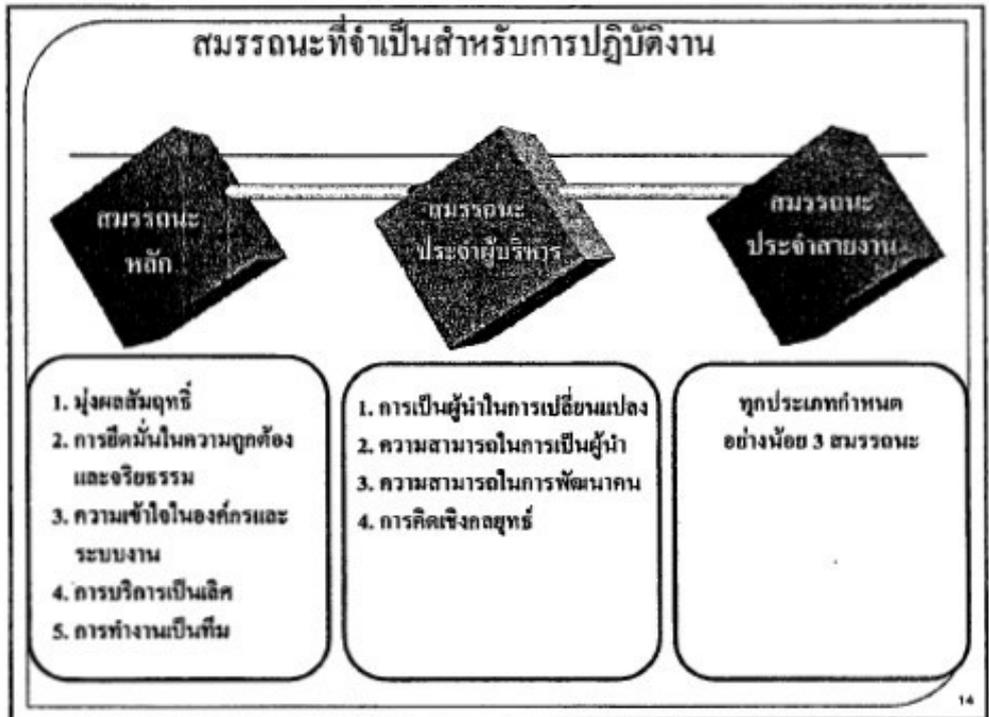 สมรรถนะที่จำเป็นสำหรับการปฏิบัติงาน
สมรรถนะ
หลัก
สมรรถนะ
ประจำผู้บริหาร
สมรรถนะ
ประจำสายงาน
1. มุ่งผลสัมฤทธิ์
2. การยึดมั่นในความถูกต้อง
และจริยธรรม
3. ความเข้าใจในองค์กรและ
ระบบงาน
4. การบริการเป็นเลิศ
5. การทำงานเป็นทีม
1. การเป็นผู้นำในการเปลี่ยนแปลง
2. ความสามารถในการเป็นผู้นำ
3. ความสามารถในการพัฒนาคน
4. การคิดเชิงกลยุทธ์
ทุกประเภทกำหนด
อย่างน้อย 3 สมรรถนะ
14